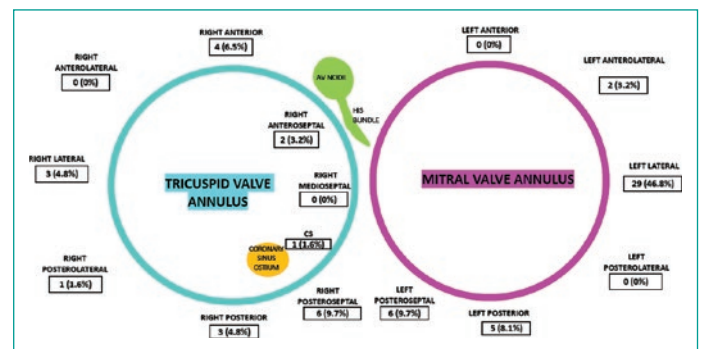 RIGHT ANTERIOR
4 (6.5%)
RIGHT
ANTEROLATERAL
0 (0%)
RIGHT LATERAL
3 (4.8%)
RIGHT
POSTEROLATERAL
1 (1.6%)
RIGHT POSTERIOR
3 (4.8%)
TRICUSPID VALVE
ANNULUS
RIGHT
ANTEROSEPTAL
2 (3.2%)
RIGHT
MEDIOSEPTAL
0 (0%)
CS
1 (1.6%)
CORONARY
SINUS
OSTIUM
RIGHT
POSTEROSEPTAL
6 (9.7%)
AV NODE
HIS
BUNDLE
LEFT ANTERIOR
0 (0%)
LEFT ANTEROLATERAL
2 (3.2%)
MITRAL VALVE ANNULUS
LEFT LATERAL
29 (46.8%)
LEFT
POSTEROLATERAL
0 (0%)
LEFT
POSTEROSEPTAL
6 (9.7%)
LEFT POSTERIOR
5 (8.1%)